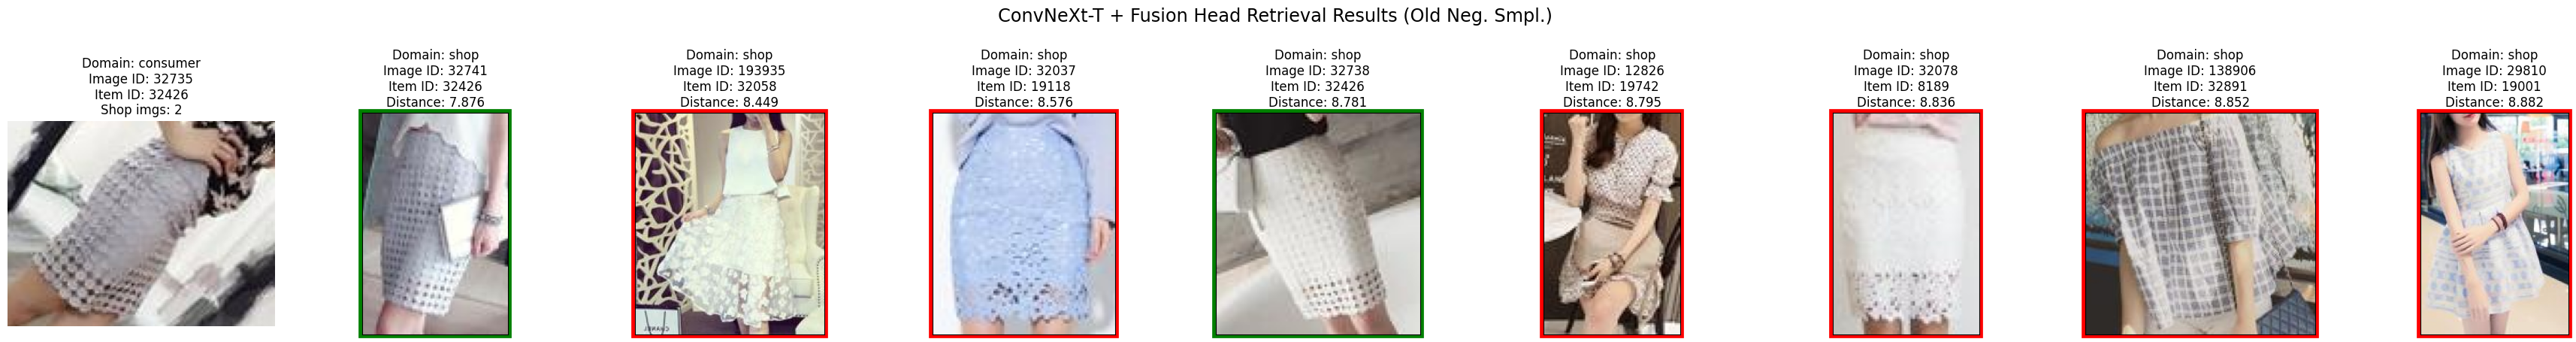 ConvNeXt-T + Fusion Head Retrieval Results (Old Neg. Smpl.)
Domain: consumer
Image ID: 32735
Item ID: 32426
Shop imgs: 2
Domain: shop
Image ID: 32741
Item ID: 32426
Distance: 7.876
Domain: shop
Image ID: 193935
Item ID: 32058
Distance: 8.449
Domain: shop
Image ID: 32037
Item ID: 19118
Distance: 8.576
Domain: shop
Image ID: 32738
Item ID: 32426
Distance: 8.781
Domain: shop
Image ID: 12826
Item ID: 19742
Distance: 8.795
Domain: shop
Image ID: 32078
Item ID: 8189
Distance: 8.836
Domain: shop
Image ID: 138906
Item ID: 32891
Distance: 8.852
Domain: shop
Image ID: 29810
Item ID: 19001
Distance: 8.882